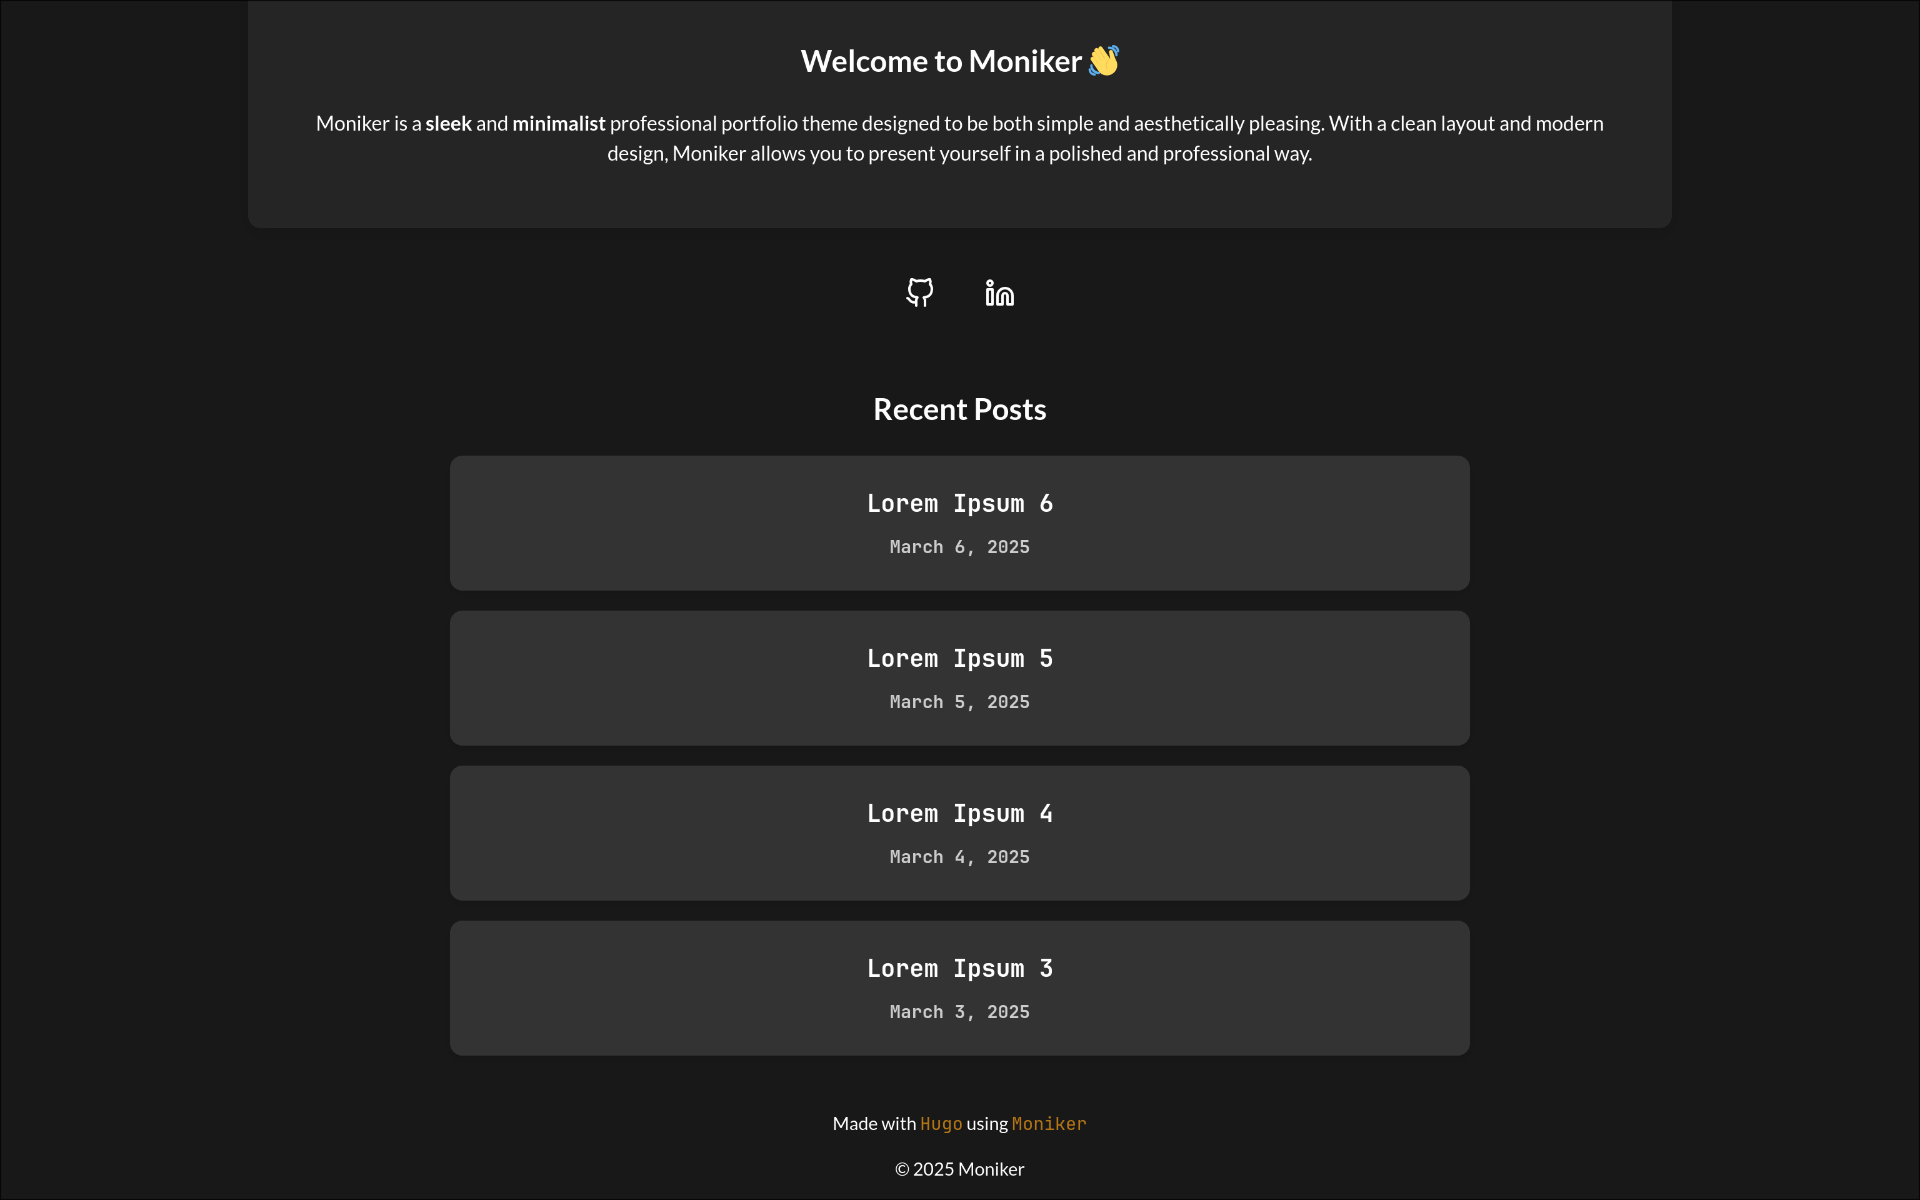 Welcome to Moniker 👋
Moniker is a sleek and minimalist professional portfolio theme designed to be both simple and aesthetically pleasing. With a clean layout and modern
design, Moniker allows you to present yourself in a polished and professional way.
Recent Posts
Lorem Ipsum 6
March 6, 2025
Lorem Ipsum 5
March 5, 2025
Lorem Ipsum 4
March 4, 2025
Lorem Ipsum 3
March 3, 2025
Made with Hugo using Moniker
© 2025 Moniker